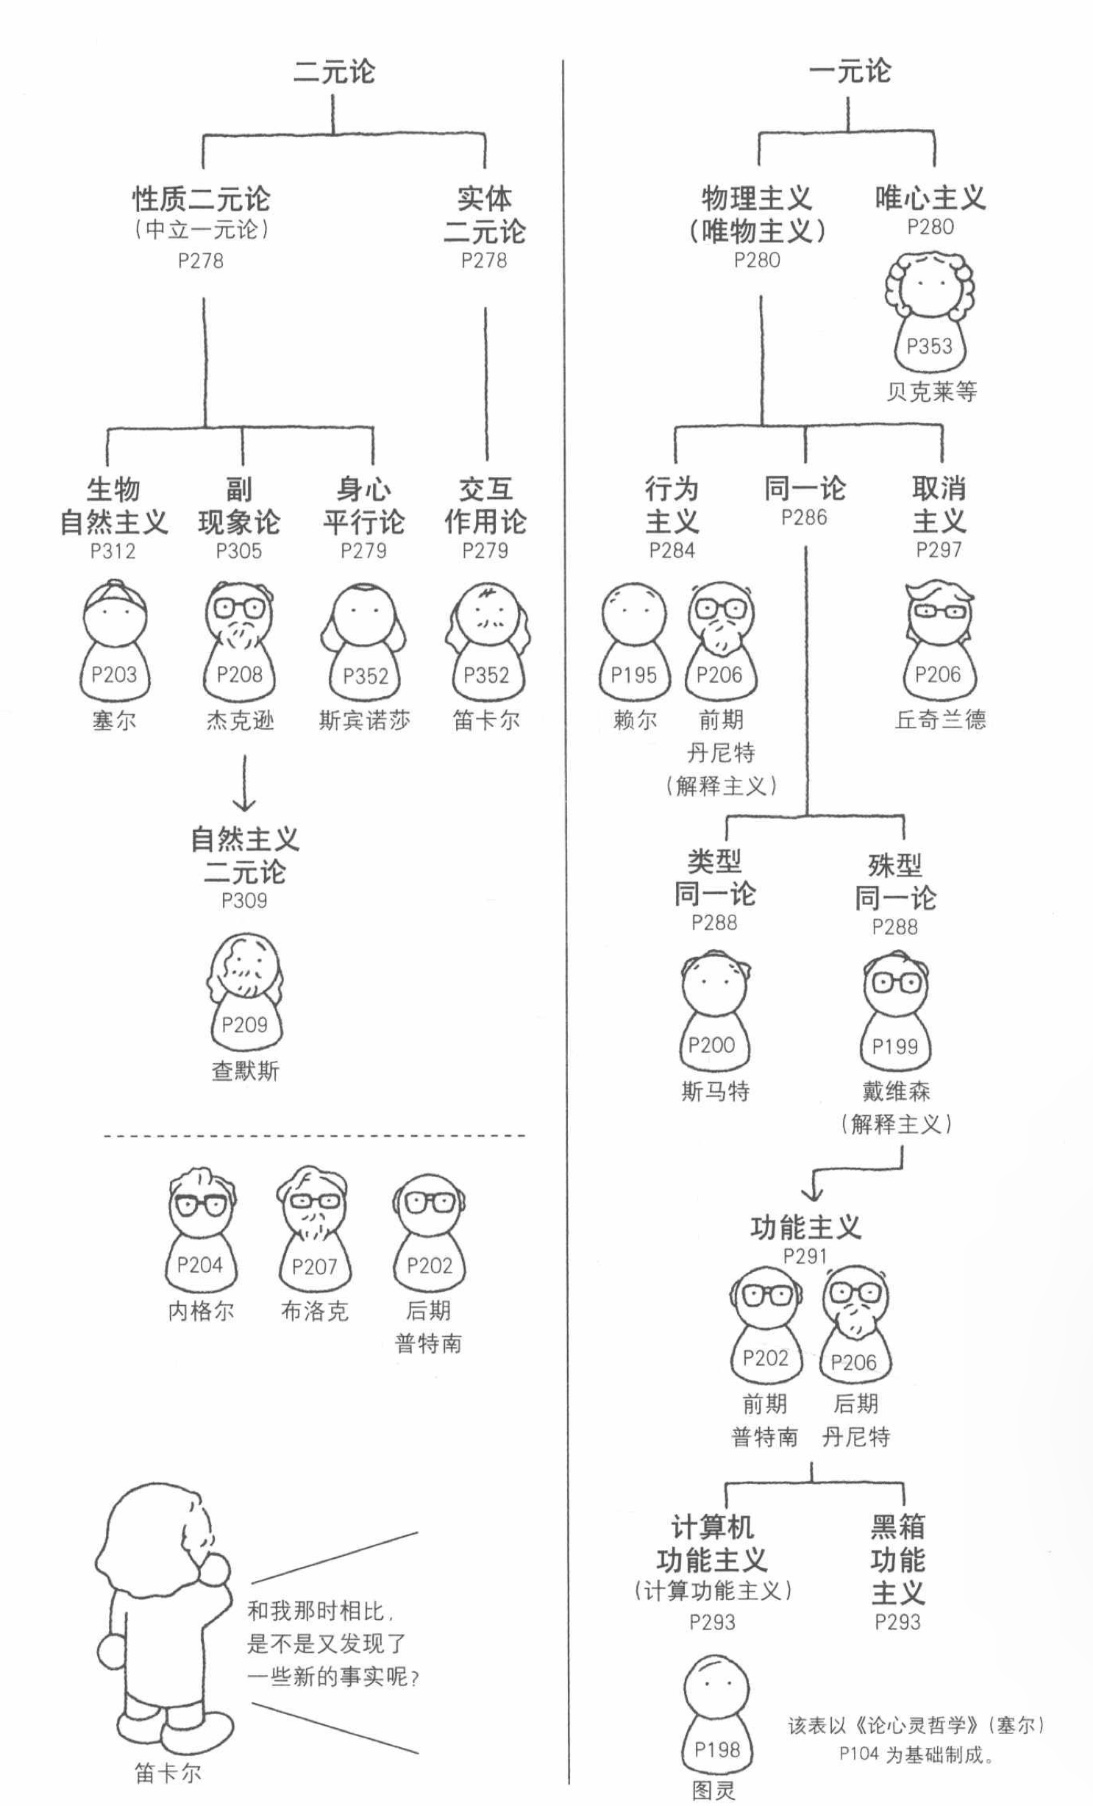 二元论
性质二元论
（中立一元论）
P278
实体
二元论
P278
生物
自然主义
P312
P203
塞尔
副
现象论
P305
P208
杰克逊
身心
平行论
P279
P352
斯宾诺莎
交互
作用论
P279
P352
笛卡尔
自然主义
二元论
P309
P209
查默斯
P204
内格尔
P207
布洛克
P202
后期
普特南
和我那时相比，
是不是又发现了
一些新的事实呢？
笛卡尔
一元论
物理主义
（唯物主义）
P280
唯心主义
P280
P353
贝克莱等
行为
主义
P284
P195
赖尔
P206
前期
丹尼特
（解释主义）
同一论
P286
取消
主义
P297
P206
丘奇兰德
类型
同一论
P288
P200
斯马特
殊型
同一论
P288
P199
戴维森
（解释主义）
功能主义
P291
P202
前期
普特南
P206
后期
丹尼特
计算机
功能主义
（计算功能主义）
P293
P198
图灵
黑箱
功能
主义
P293
该表以《论心灵哲学》（塞尔）
P104 为基础制成。